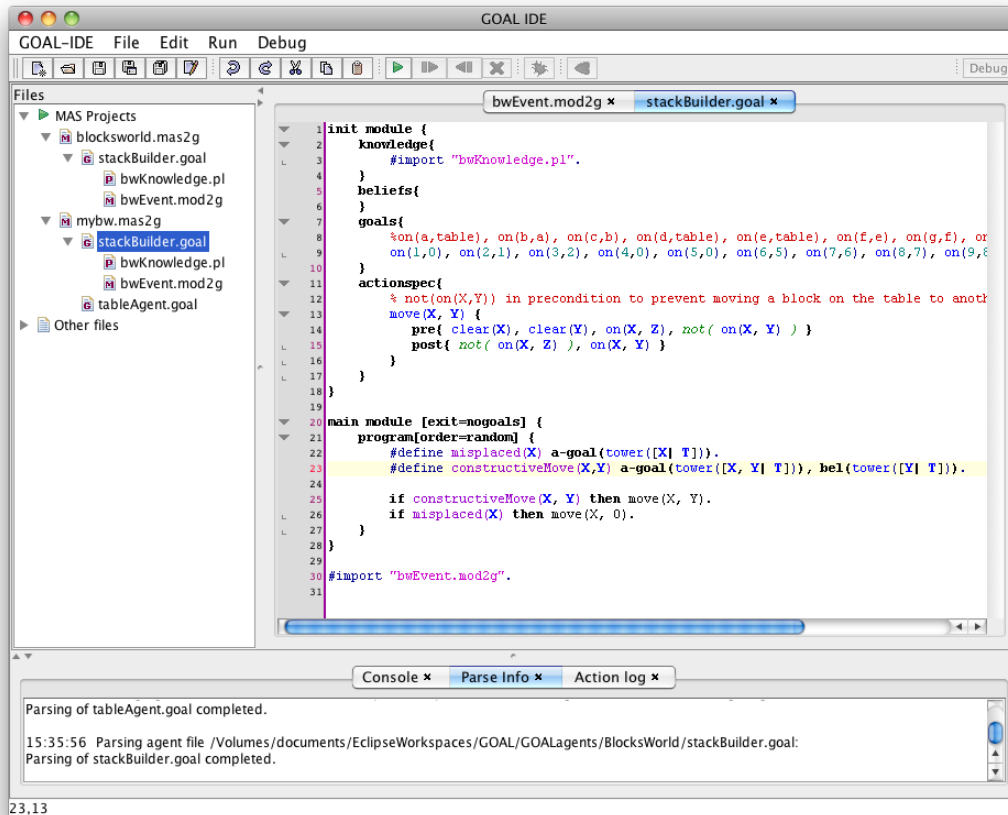 GOAL IDE
GOAL-IDE File Edit Run Debug
Debug
Files
MAS Projects
blocksworld.mas2g
stackBuilder.goal
bwKnowledge.pl
bwEvent.mod2g
mybw.mas2g
stackBuilder.goal
bwKnowledge.pl
bwEvent.mod2g
tableAgent.goal
Other files
bwEvent.mod2g × stackBuilder.goal ×
1 init module {
2 knowledge{
3 #import "bwKnowledge.pl".
4 }
5 beliefs{
6 }
7 goals{
8 %on(a,table), on(b,a), on(c,b), on(d,table), on(e,table), on(f,e), on(g,f), on
9 on(1,0), on(2,1), on(3,2), on(4,0), on(5,0), on(6,5), on(7,6), on(8,7), on(9,8
10 }
11 actionspec{
12 % not(on(X,Y)) in precondition to prevent moving a block on the table to anoth
13 move(X, Y) {
14 pre{ clear(X), clear(Y), on(X, Z), not( on(X, Y) ) }
15 post{ not( on(X, Z) ), on(X, Y) }
16 }
17 }
18 }
19
20 main module [exit=nogoals] {
21 program[order=random] {
22 #define misplaced(X) a-goal(tower([X| T])).
23 #define constructiveMove(X,Y) a-goal(tower([X, Y| T])), bel(tower([Y| T])).
24
25 if constructiveMove(X, Y) then move(X, Y).
26 if misplaced(X) then move(X, 0).
27 }
28 }
29
30 #import "bwEvent.mod2g".
31
Console × Parse Info × Action log ×
Parsing of tableAgent.goal completed.
15:35:56 Parsing agent file /Volumes/documents/EclipseWorkspaces/GOAL/GOALagents/BlocksWorld/stackBuilder.goal:
Parsing of stackBuilder.goal completed.
23,13